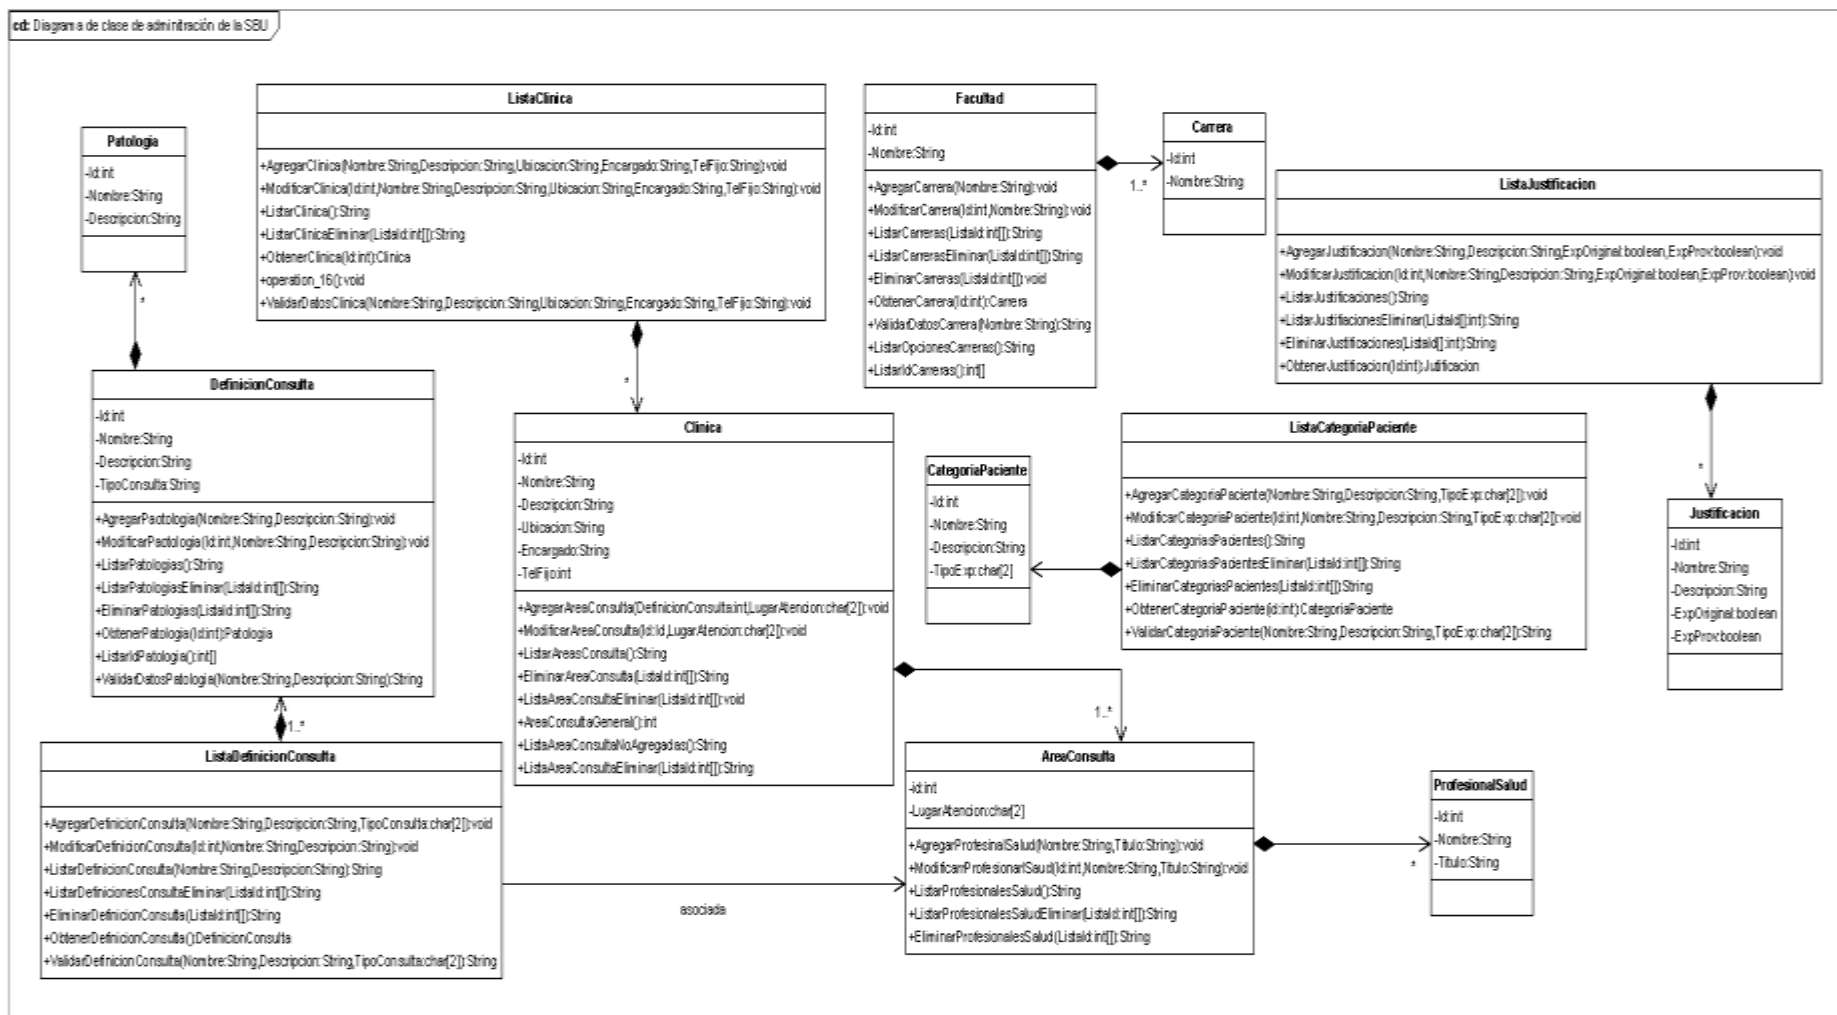 cd: Diagrama de clase de adminitración de la SBU
ListaClinica
+AgregarClinica(Nombre:String,Descripcion:String,Ubicacion:String,Encargado:String,TelFijo:String):void
+ModificarClinica(Id:int,Nombre:String,Descripcion:String,Ubicacion:String,Encargado:String,TelFijo:String):void
+ListarClinica():String
+ListarClinicaEliminar(ListaId:int[]):String
+ObtenerClinica(Id:int):Clinica
+operation_16():void
+ValidarDatosClinica(Nombre:String,Descripcion:String,Ubicacion:String,Encargado:String,TelFijo:String):void
*
Facultad
-Id:int
-Nombre:String
+AgregarCarrera(Nombre:String):void
+ModificarCarrera(Id:int,Nombre:String):void
+ListarCarreras(ListaId:int[]):String
+ListarCarrerasEliminar(ListaId:int[]):String
+EliminarCarreras(ListaId:int[]):void
+ObtenerCarrera(Id:int):Carrera
+ValidarDatosCarrera(Nombre:String):String
+ListarOpcionesCarreras():String
+ListarIdCarreras():int[]
1..*
Carrera
-Id:int
-Nombre:String
Patologia
-Id:int
-Nombre:String
-Descripcion:String
*
ListaJustificacion
+AgregarJustificacion(Nombre:String,Descripcion:String,ExpOriginal:boolean,ExpProv:boolean):void
+ModificarJustificacion(Id:int,Nombre:String,Descripcion:String,ExpOriginal:boolean,ExpProv:boolean):void
+ListarJustificaciones():String
+ListarJustifiacionesEliminar(ListaId[]:int):String
+EliminarJustificaciones(ListaId[]:int):String
+ObtenerJustificacion(Id:int):Jutificacion
*
DefinicionConsulta
-Id:int
-Nombre:String
-Descripcion:String
-TipoConsulta:String
+AgregarPaotologia(Nombre:String,Descripcion:String):void
+ModificarPaotologia(Id:int,Nombre:String,Descripcion:String):void
+ListarPatologias():String
+ListarPatologiasEliminar(ListaId:int[]):String
+EliminarPatologias(ListaId:int[]):String
+ObtenerPatologia(Id:int):Patologia
+ListarIdPatologia():int[]
+ValidarDatosPatologia(Nombre:String,Descripcion:String):String
1..*
Clinica
-Id:int
-Nombre:String
-Descripcion:String
-Ubicacion:String
-Encargado:String
-TelFijo:int
+AgregarAreaConsulta(DefinicionConsulta:int,LugarAtencion:char[2]):void
+ModificarAreaConsulta(Id:Id,LugarAtencion:char[2]):void
+ListarAreasConsulta():String
+EliminarAreaConsulta(ListaId:int[]):String
+ListaAreaConsultaEliminar(ListaId:int[]):void
+AreaConsultaGeneral():int
+ListaAreaConsultaNoAgregadas():String
+ListaAreaConsultaEliminar(ListaId:int[]):String
1..*
CategoriaPaciente
-Id:int
-Nombre:String
-Descripcion:String
-TipoExp:char[2]
ListaCategoriaPaciente
+AgregarCategoriaPaciente(Nombre:String,Descripcion:String,TipoExp:char[2]):void
+ModificarCategoriaPaciente(Id:int,Nombre:String,Descripcion:String,TipoExp:char[2]):void
+ListarCategoriasPacientes():String
+ListarCategoriasPacientesEliminar(ListaId:int[]):String
+EliminarCategoriasPacientes(ListaId:int[]):String
+ObtenerCategoriaPaciente(id:int):CategoriaPaciente
+ValidarCategoriaPaciente(Nombre:String,Descripcion:String,TipoExp:char[2]):String
Justificacion
-Id:int
-Nombre:String
-Descripcion:String
-ExpOriginal:boolean
-ExpProv:boolean
ListaDefinicionConsulta
+AgregarDefinicionConsulta(Nombre:String,Descripcion:String,TipoConsulta:char[2]):void
+ModificarDefinicionConsulta(Id:int,Nombre:String,Descripcion:String):void
+ListarDefinicionConsulta(Nombre:String,Descripcion:String):String
+ListarDefinicionesConsultaEliminar(ListaId:int[]):String
+EliminarDefinicionConsulta(ListaId:int[]):String
+ObtenerDefinicionConsulta():DefinicionConsulta
+ValidarDefinicionConsulta(Nombre:String,Descripcion:String,TipoConsulta:char[2]):String
asociada
AreaConsulta
-id:int
-LugarAtencion:char[2]
+AgregarProfesinalSalud(Nombre:String,Titulo:String):void
+ModificarrProfesionarlSaud(Id:int,Nombre:String,Titulo:String):void
+ListarProfesionalesSalud():String
+ListarProfesionalesSaludEliminar(ListaId:int[]):String
+EliminarProfesionalesSalud(ListaId:int[]):String
*
ProfesionalSalud
-Id:int
-Nombre:String
-Titulo:String